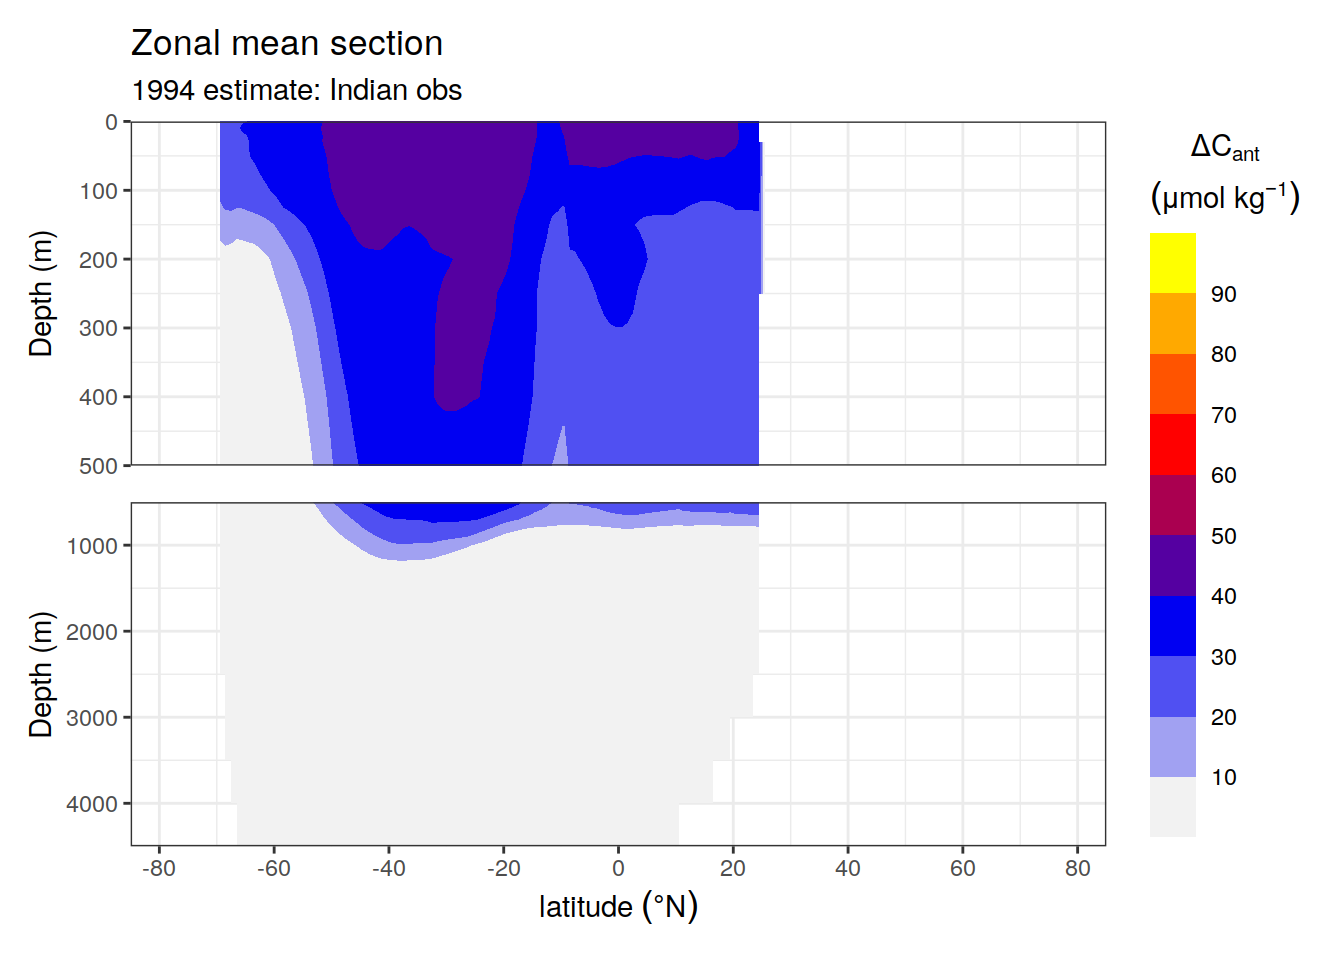 Zonal mean section
1994 estimate: Indian obs
0
100
200
300
400
500
Depth (m)
1000
2000
3000
4000
Depth (m)
-80 -60 -40 -20 0 20 40 60 80
latitude (°N)
ΔCant
(μmol kg⁻¹)
90
80
70
60
50
40
30
20
10